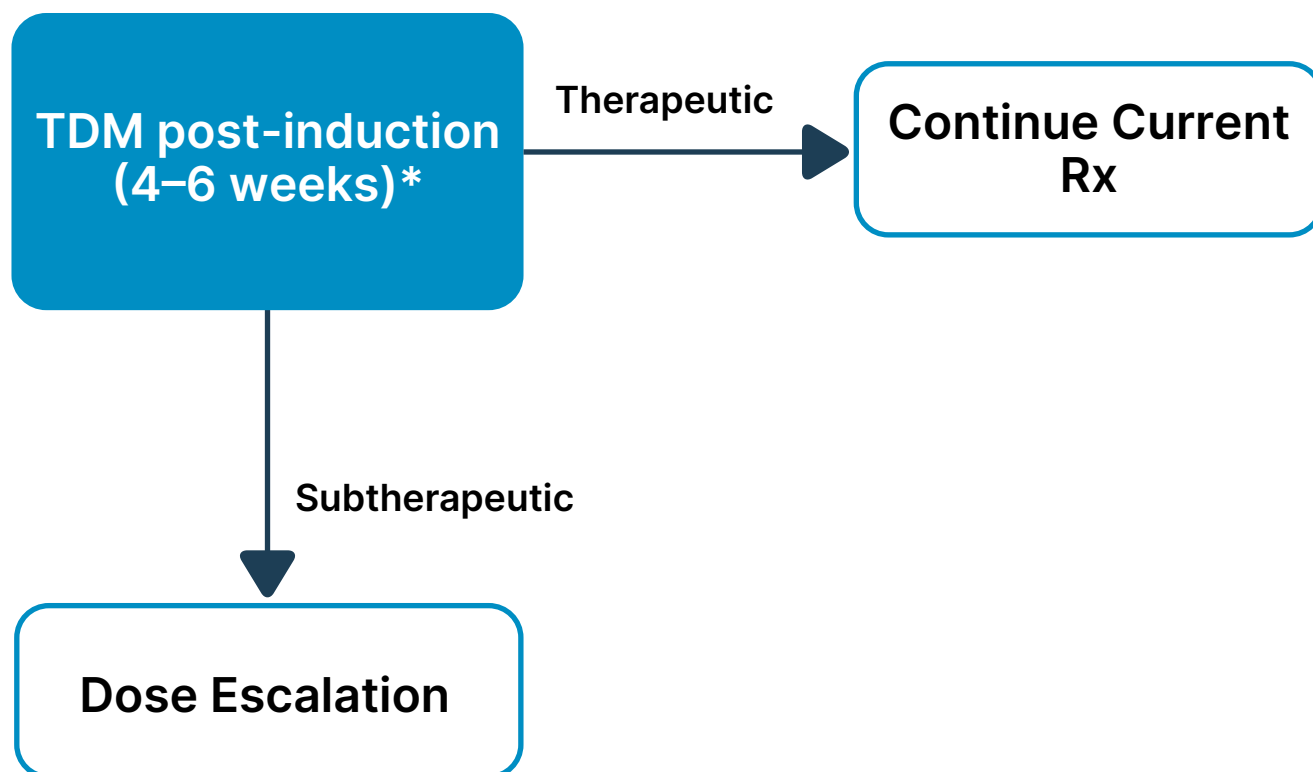 TDM post-induction
(4–6 weeks)*
Therapeutic
Continue Current
Rx
Subtherapeutic
Dose Escalation